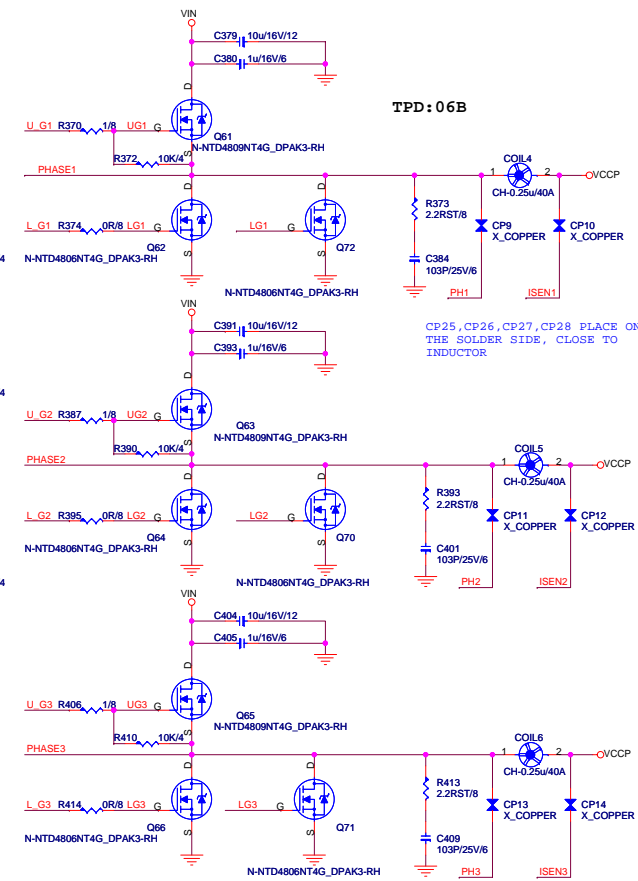 VIN
C379 10u/16V/12
C380 1u/16V/6
TPD:06B
D
U_G1 R370 1/8 UG1 G
Q61
N-NTD4809NT4G_DPAK3-RH
R372 10K/4
S
PHASE1
1 COIL4 2 VCCP
CH-0.25u/40A
D D
R373
2.2RST/8
CP9
X_COPPER
CP10
X_COPPER
L_G1 R374 0R/8 LG1 G
LG1 G
Q62
Q72
S S
4
N-NTD4806NT4G_DPAK3-RH
C384
103P/25V/6
N-NTD4806NT4G_DPAK3-RH
PH1
ISEN1
VIN
C391 10u/16V/12
C393 1u/16V/6
CP25,CP26,CP27,CP28 PLACE ON
THE SOLDER SIDE, CLOSE TO
INDUCTOR
D
4
U_G2 R387 1/8 UG2 G
Q63
N-NTD4809NT4G_DPAK3-RH
R390 10K/4
S
PHASE2
1 COIL5 2 VCCP
CH-0.25u/40A
D D
R393
2.2RST/8
CP11
X_COPPER
CP12
X_COPPER
L_G2 R395 0R/8 LG2 G
LG2 G
Q64
Q70
S S
N-NTD4806NT4G_DPAK3-RH
C401
103P/25V/6
4
N-NTD4806NT4G_DPAK3-RH
PH2
ISEN2
VIN
C404 10u/16V/12
C405 1u/16V/6
D
U_G3 R406 1/8 UG3 G
Q65
N-NTD4809NT4G_DPAK3-RH
R410 10K/4
S
PHASE3
1 COIL6 2 VCCP
CH-0.25u/40A
D D
R413
2.2RST/8
CP13
X_COPPER
CP14
X_COPPER
L_G3 R414 0R/8 LG3 G
LG3 G
Q66
Q71
S S
N-NTD4806NT4G_DPAK3-RH
C409
103P/25V/6
N-NTD4806NT4G_DPAK3-RH
PH3
ISEN3